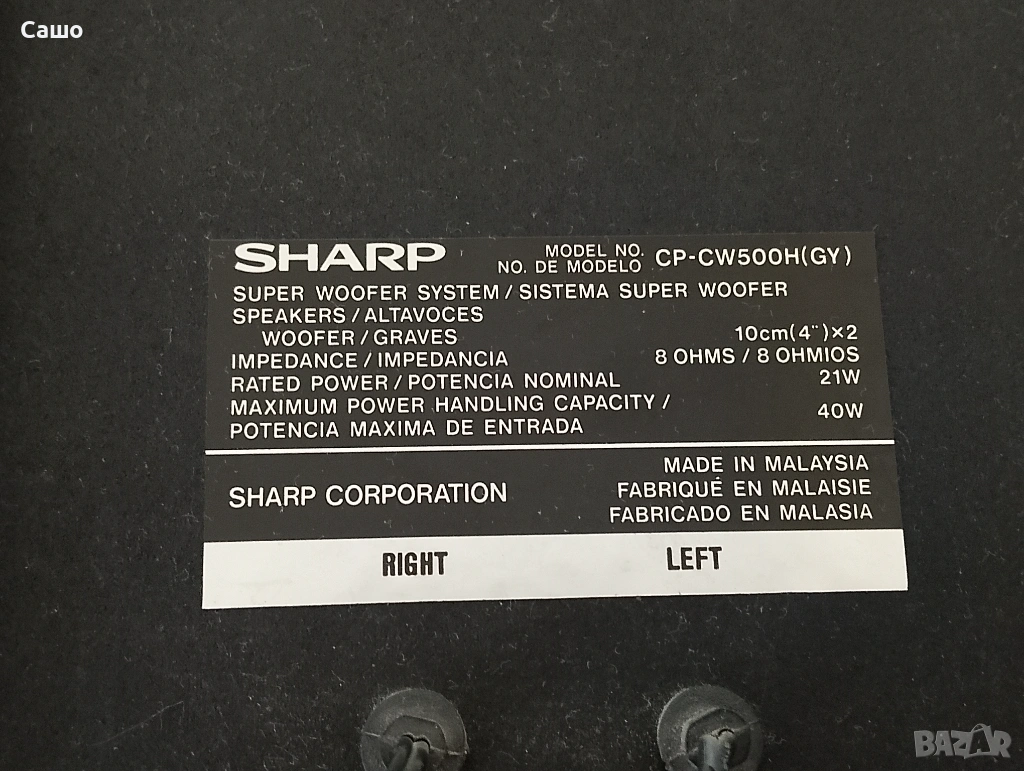 Сашо
SHARP MODEL NO. NO. DE MODELO CP-CW500H(GY)
SUPER WOOFER SYSTEM / SISTEMA SUPER WOOFER
SPEAKERS / ALTAVOCES
WOOFER / GRAVES 10cm(4")×2
IMPEDANCE / IMPEDANCIA 8 OHMS / 8 OHMIOS
RATED POWER / POTENCIA NOMINAL 21W
MAXIMUM POWER HANDLING CAPACITY / POTENCIA MAXIMA DE ENTRADA 40W
SHARP CORPORATION
MADE IN MALAYSIA
FABRIQUÉ EN MALAISIE
FABRICADO EN MALASIA
RIGHT LEFT
BAZAR